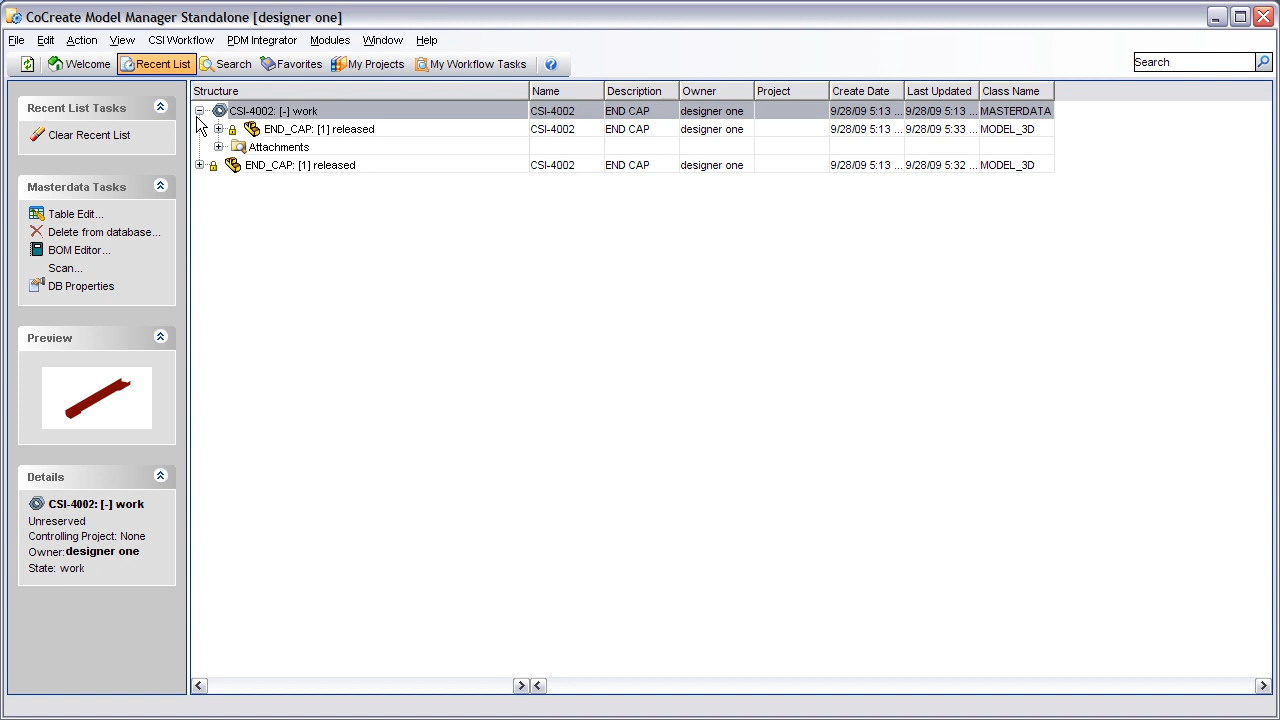 CoCreate Model Manager Standalone [designer one]
File Edit Action View CSI Workflow PDM Integrator Modules Window Help
Welcome Recent List Search Favorites My Projects My Workflow Tasks Search
Structure Name Description Owner Project Create Date Last Updated Class Name
CSI-4002: [-] work CSI-4002 END CAP designer one 9/28/09 5:13 ... 9/28/09 5:13 ... MASTERDATA
END_CAP: [1] released CSI-4002 END CAP designer one 9/28/09 5:13 ... 9/28/09 5:33 ... MODEL_3D
Attachments
END_CAP: [1] released CSI-4002 END CAP designer one 9/28/09 5:13 ... 9/28/09 5:32 ... MODEL_3D
Recent List Tasks
Clear Recent List
Masterdata Tasks
Table Edit...
Delete from database...
BOM Editor...
Scan...
DB Properties
Preview
Details
CSI-4002: [-] work
Unreserved
Controlling Project: None
Owner:designer one
State: work